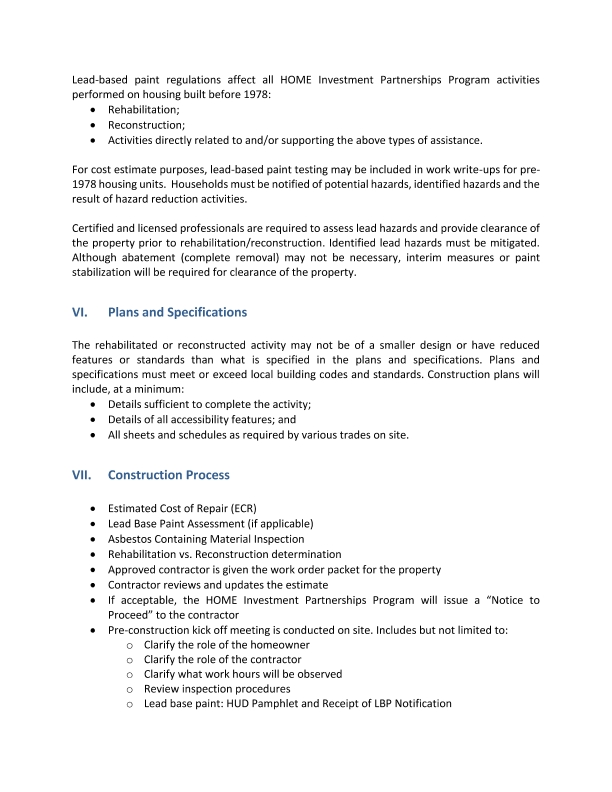 Lead-based paint regulations affect all HOME Investment Partnerships Program activities
performed on housing built before 1978:
• Rehabilitation;
• Reconstruction;
• Activities directly related to and/or supporting the above types of assistance.
For cost estimate purposes, lead-based paint testing may be included in work write-ups for pre-
1978 housing units. Households must be notified of potential hazards, identified hazards and the
result of hazard reduction activities.
Certified and licensed professionals are required to assess lead hazards and provide clearance of
the property prior to rehabilitation/reconstruction. Identified lead hazards must be mitigated.
Although abatement (complete removal) may not be necessary, interim measures or paint
stabilization will be required for clearance of the property.
VI. Plans and Specifications
The rehabilitated or reconstructed activity may not be of a smaller design or have reduced
features or standards than what is specified in the plans and specifications. Plans and
specifications must meet or exceed local building codes and standards. Construction plans will
include, at a minimum:
• Details sufficient to complete the activity;
• Details of all accessibility features; and
• All sheets and schedules as required by various trades on site.
VII. Construction Process
• Estimated Cost of Repair (ECR)
• Lead Base Paint Assessment (if applicable)
• Asbestos Containing Material Inspection
• Rehabilitation vs. Reconstruction determination
• Approved contractor is given the work order packet for the property
• Contractor reviews and updates the estimate
• If acceptable, the HOME Investment Partnerships Program will issue a “Notice to
Proceed” to the contractor
• Pre-construction kick off meeting is conducted on site. Includes but not limited to:
o Clarify the role of the homeowner
o Clarify the role of the contractor
o Clarify what work hours will be observed
o Review inspection procedures
o Lead base paint: HUD Pamphlet and Receipt of LBP Notification